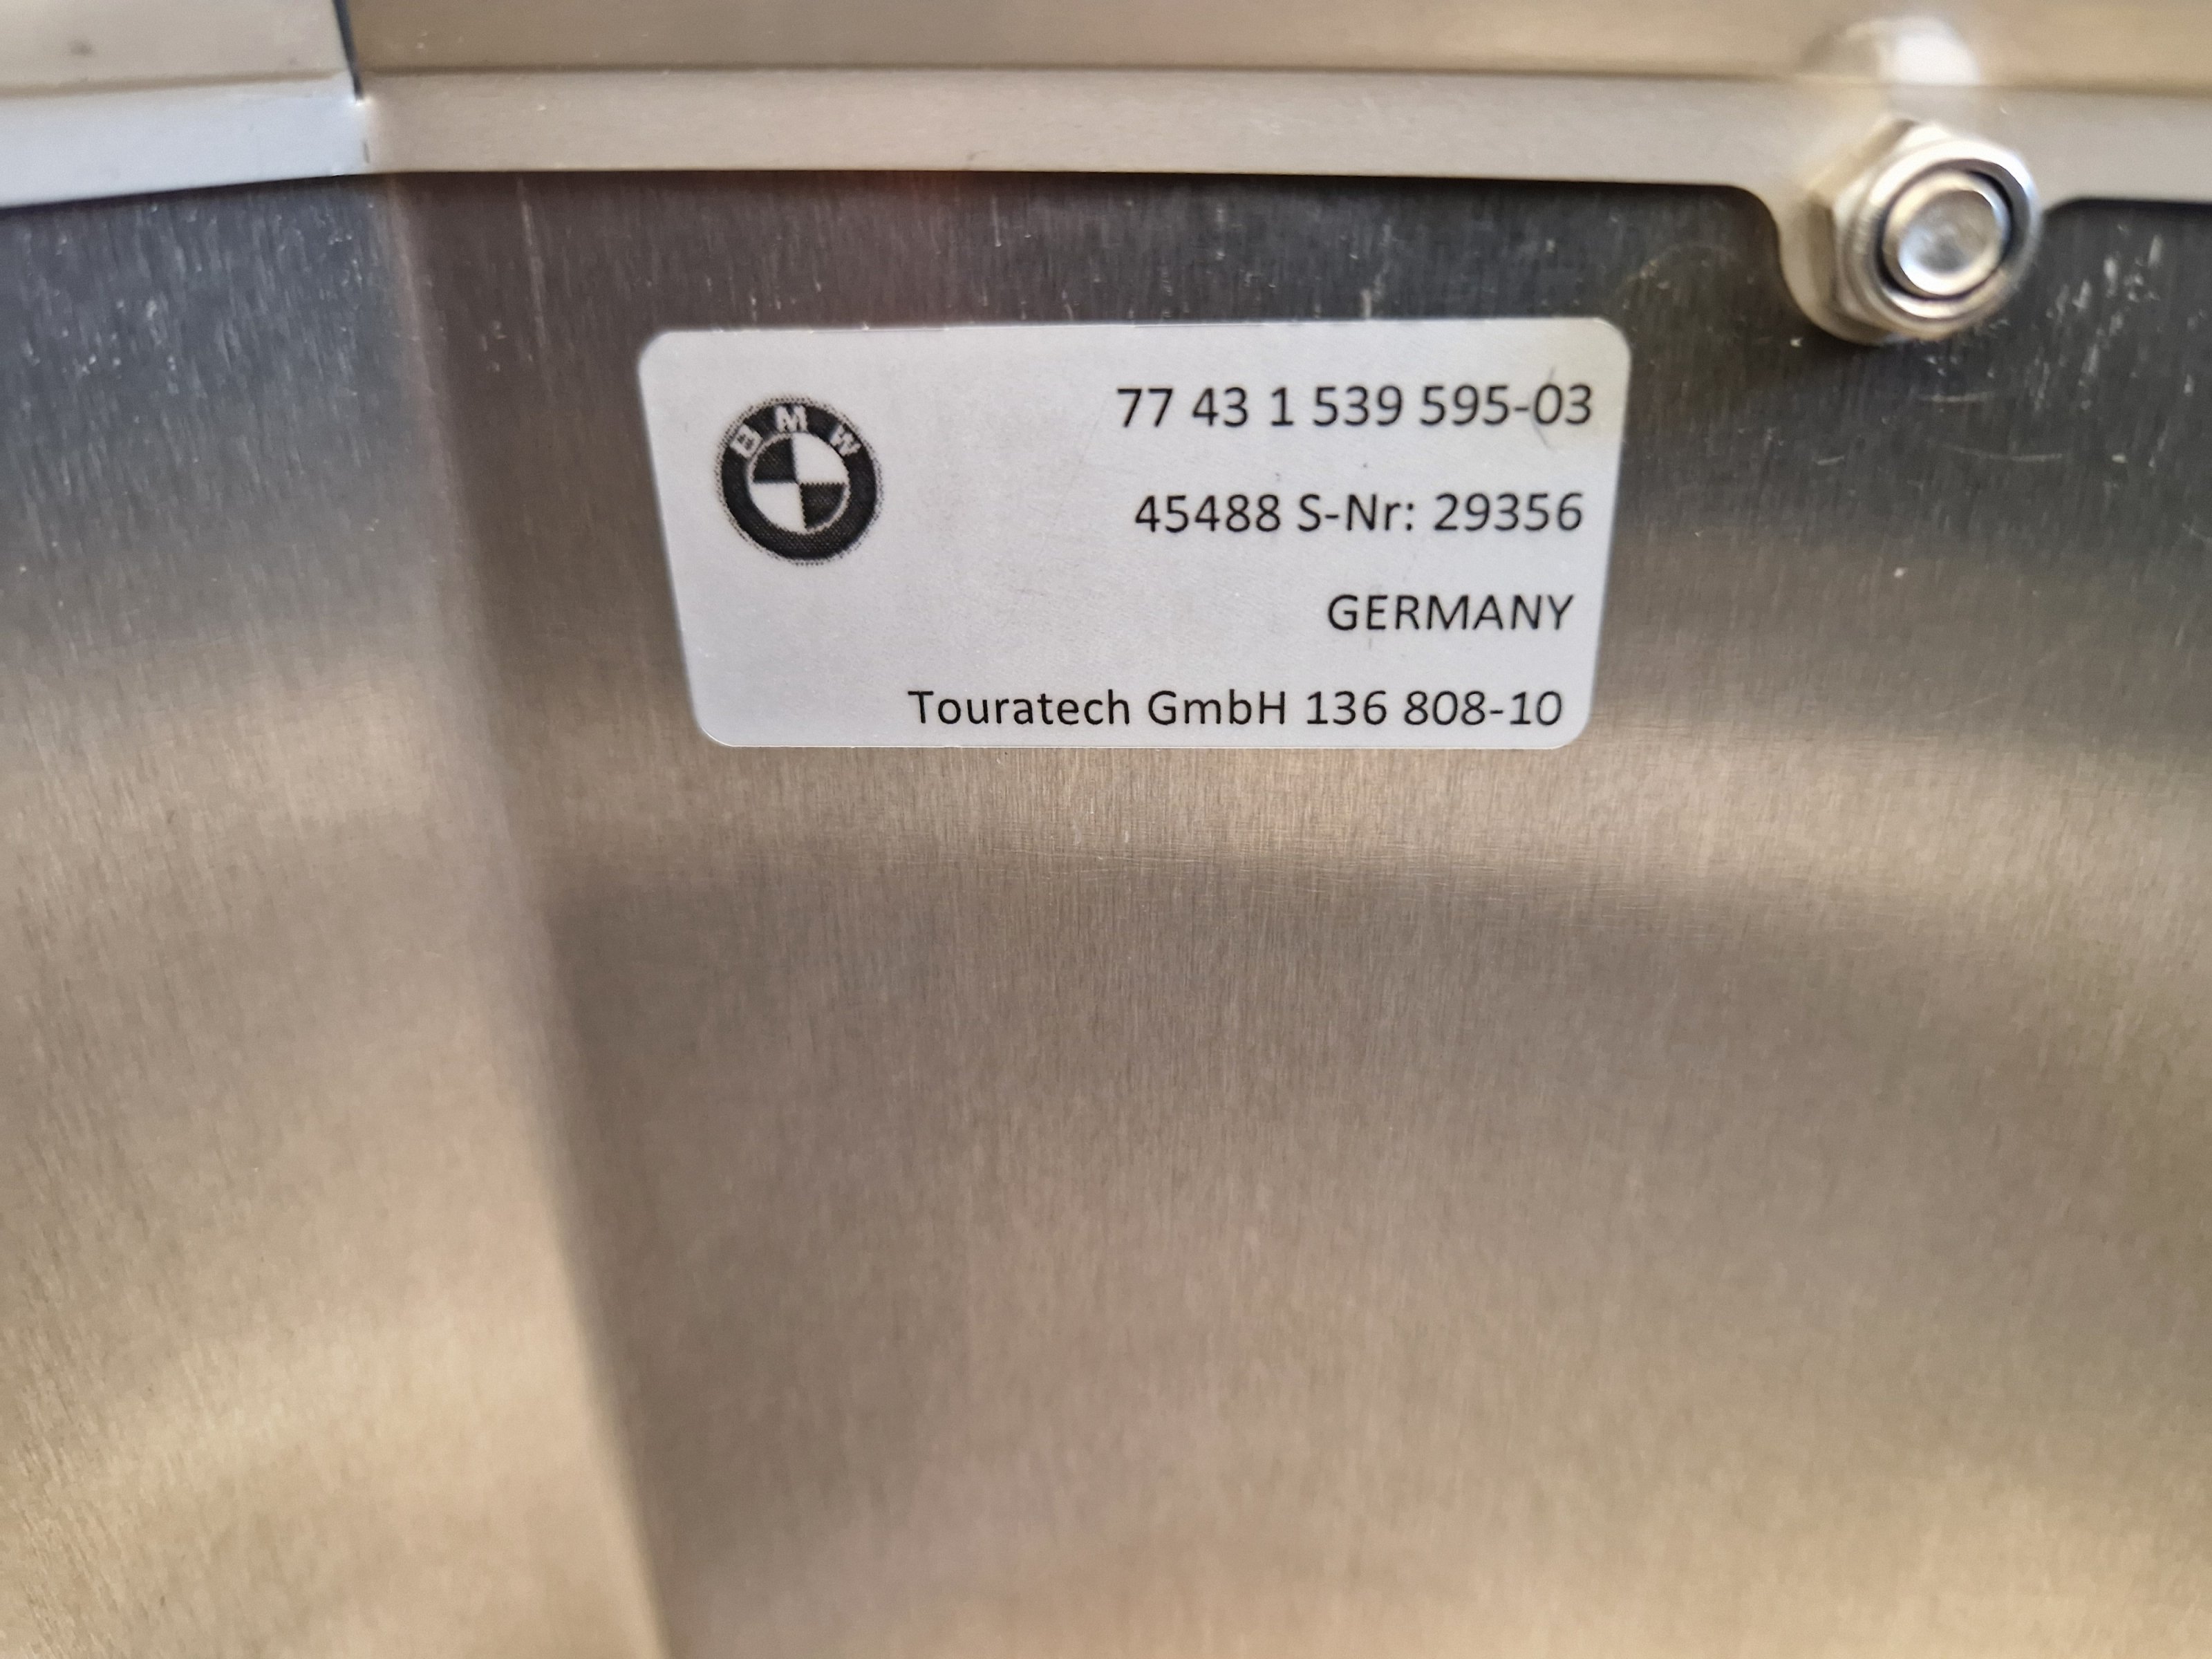 BMW
77 43 1 539 595-03
45488 S-Nr: 29356
GERMANY
Touratech GmbH 136 808-10